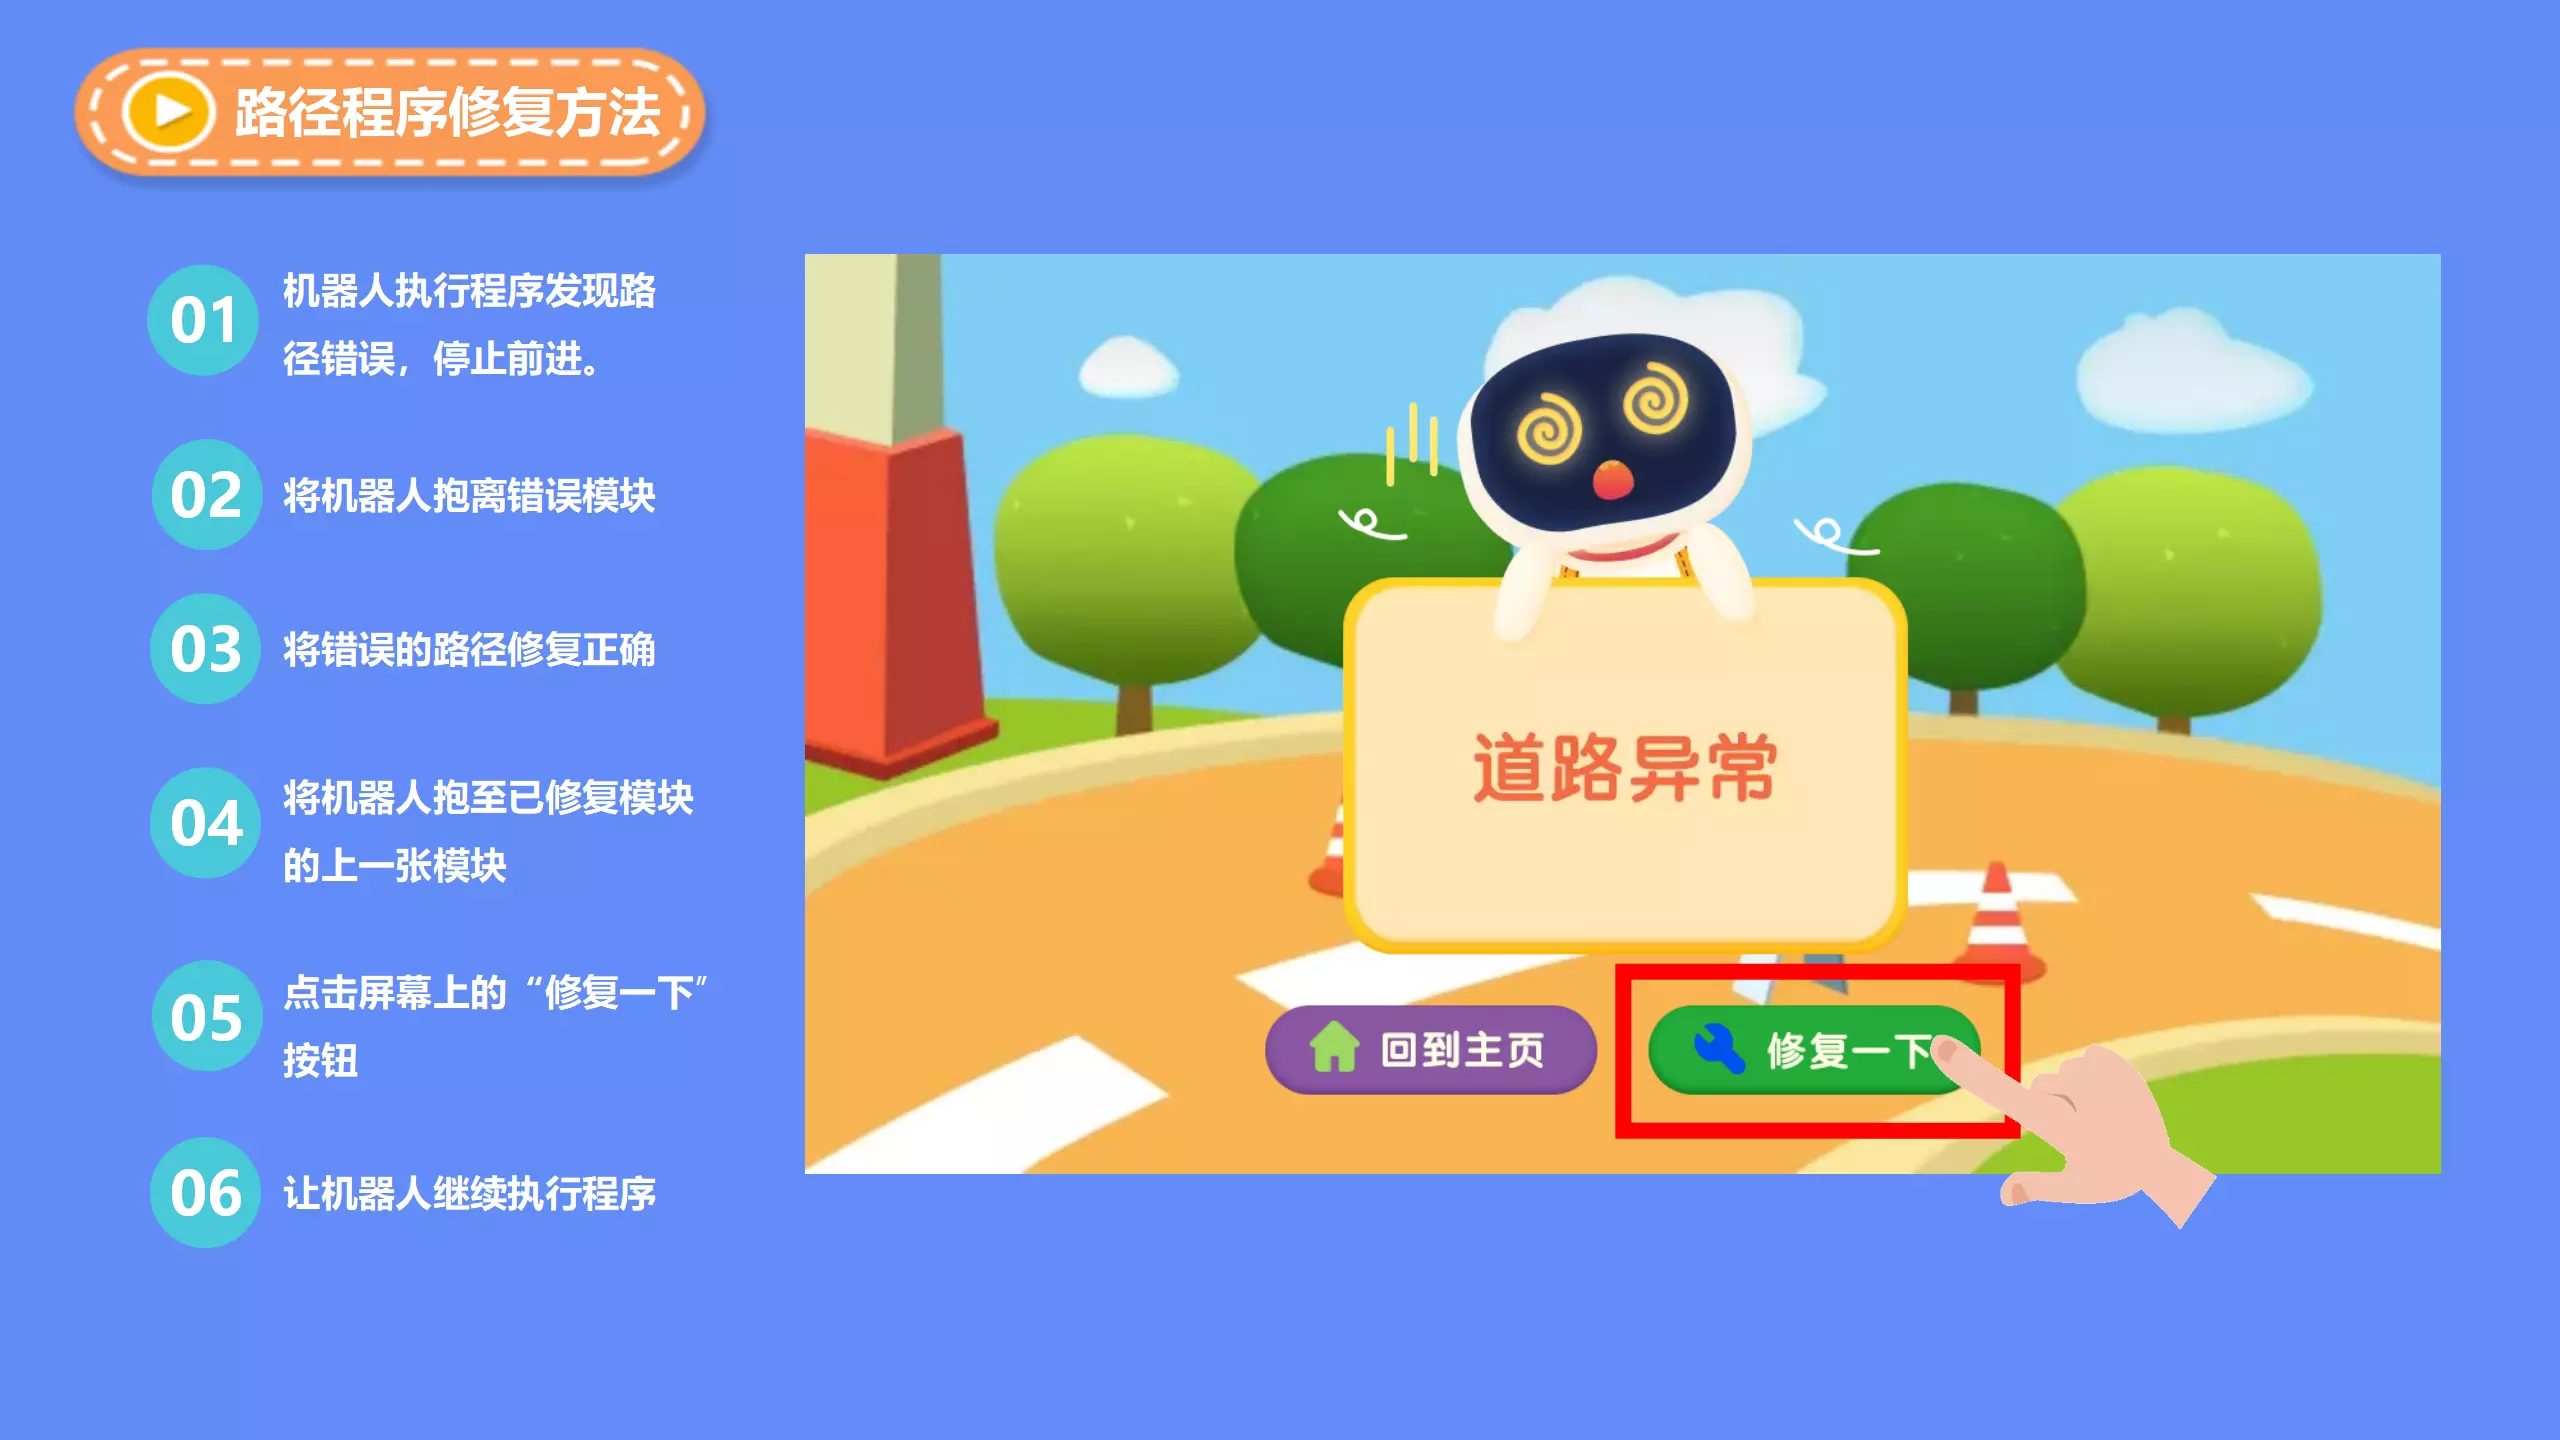 路径程序修复方法
01
机器人执行程序发现路
径错误，停止前进。
02
将机器人抱离错误模块
03
将错误的路径修复正确
04
将机器人抱至已修复模块
的上一张模块
05
点击屏幕上的“修复一下”
按钮
06
让机器人继续执行程序
道路异常
回到主页
修复一下